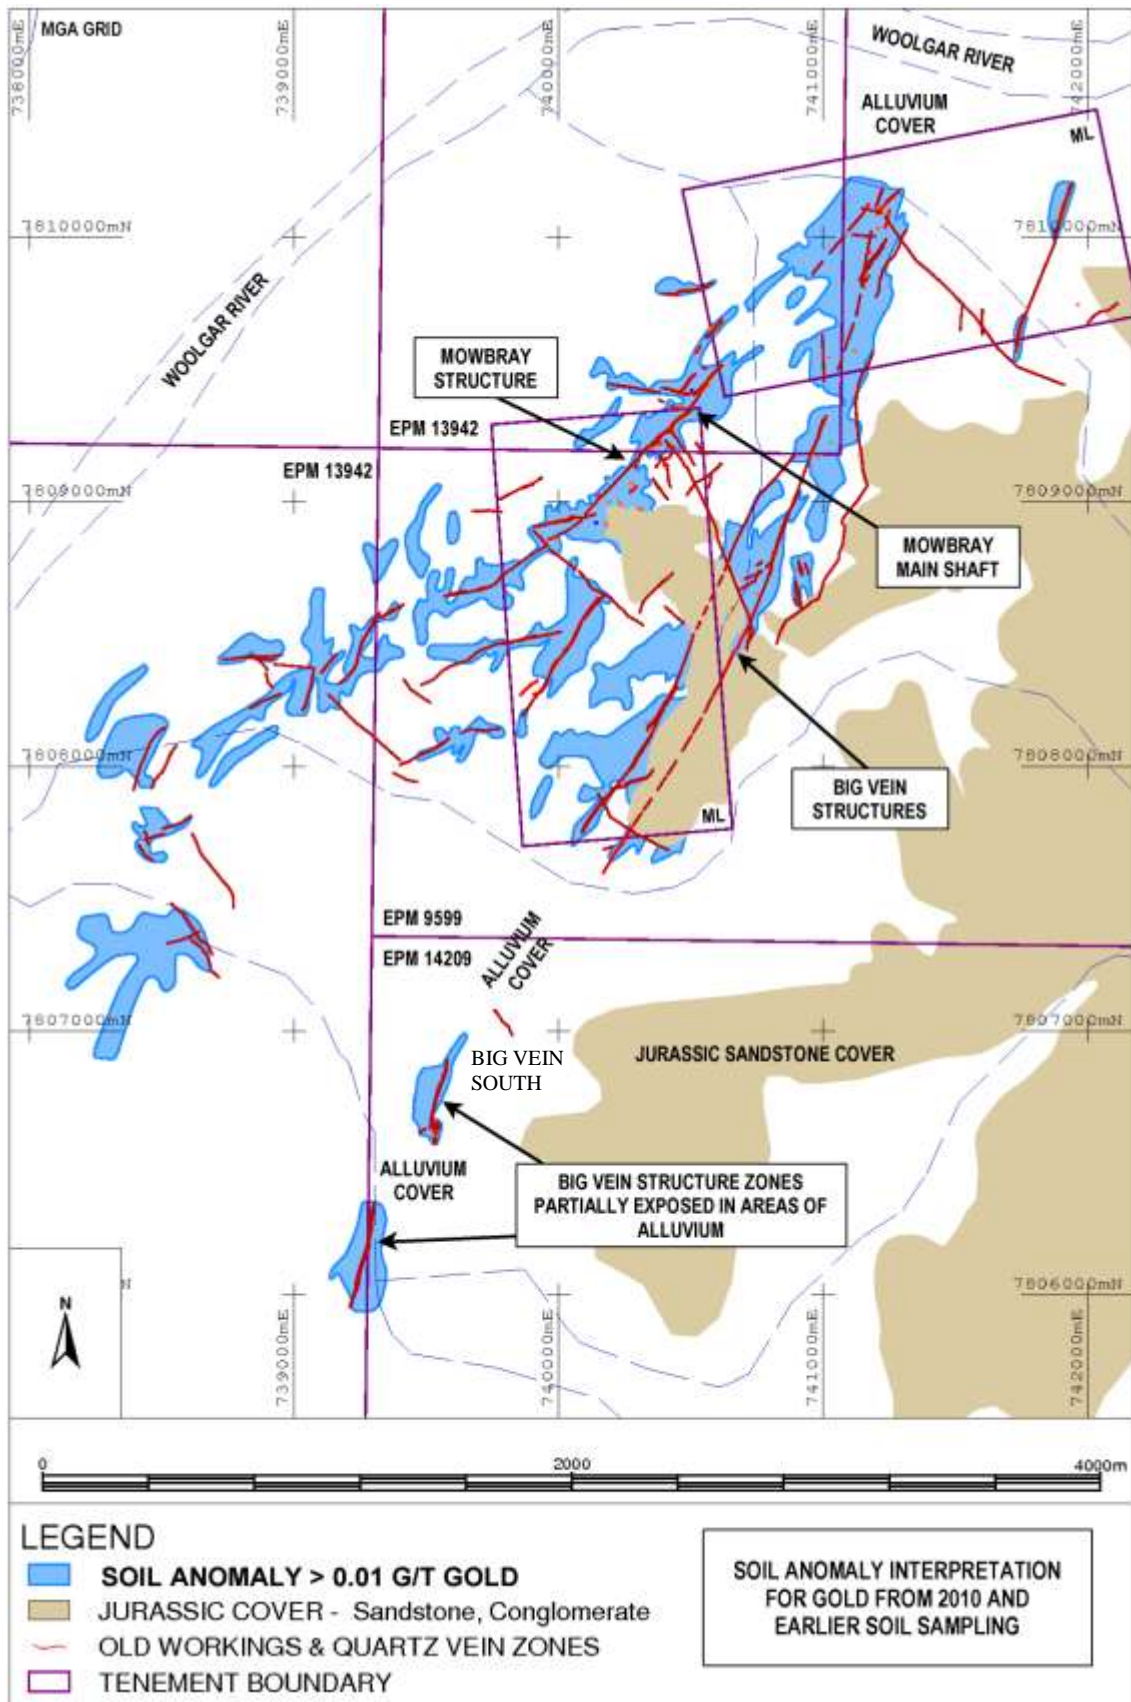 MGA GRID
738000mE
739000mE
740000mE
741000mE
742000mE
WOOLGAR RIVER
ALLUVIUM
COVER
ML
7810000mN
7810000mN
WOOLGAR RIVER
MOWBRAY
STRUCTURE
EPM 13942
EPM 13942
7809000mN
7809000mN
MOWBRAY
MAIN SHAFT
7808000mN
7808000mN
BIG VEIN
STRUCTURES
ML
EPM 9599
EPM 14209
ALLUVIUM
COVER
7807000mN
7807000mN
JURASSIC SANDSTONE COVER
BIG VEIN
SOUTH
ALLUVIUM
COVER
BIG VEIN STRUCTURE ZONES
PARTIALLY EXPOSED IN AREAS OF
ALLUVIUM
N
7806000mN
N
739000mE
740000mE
741000mE
742000mE
0 2000 4000m
LEGEND
SOIL ANOMALY > 0.01 G/T GOLD
JURASSIC COVER - Sandstone, Conglomerate
OLD WORKINGS & QUARTZ VEIN ZONES
TENEMENT BOUNDARY
SOIL ANOMALY INTERPRETATION
FOR GOLD FROM 2010 AND
EARLIER SOIL SAMPLING